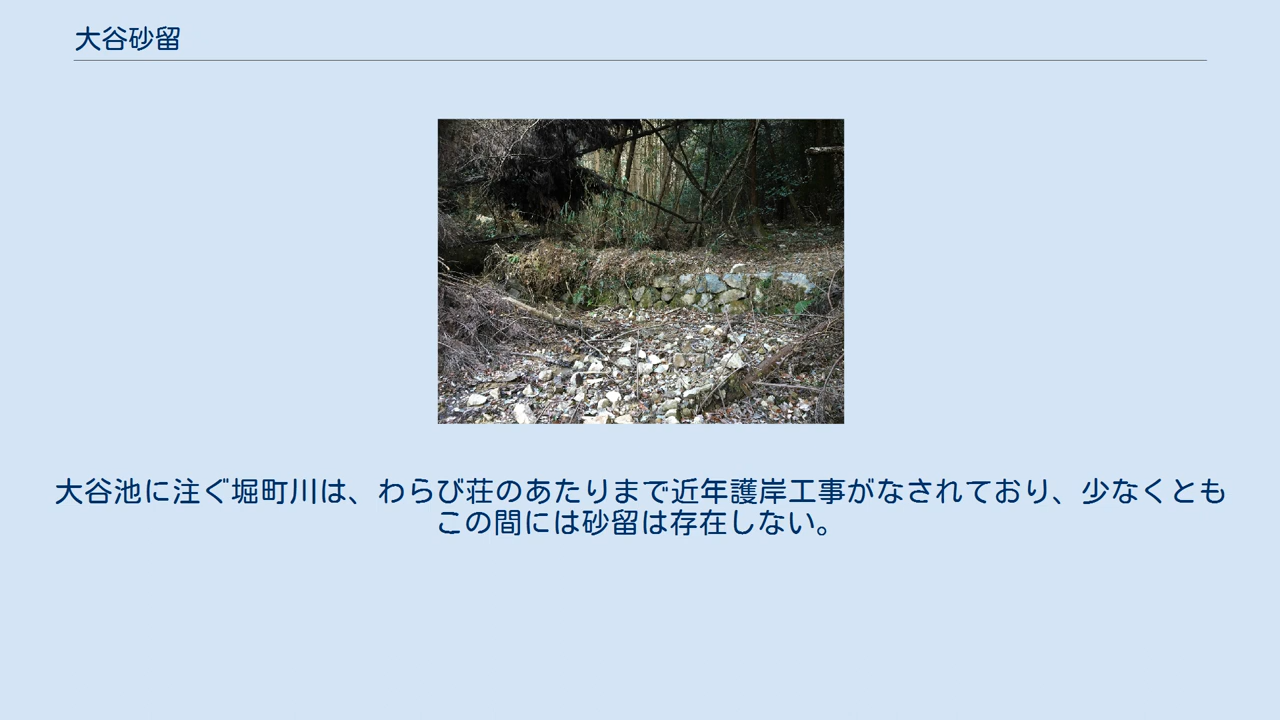 大谷砂留
大谷池に注ぐ堀町川は、わらび荘のあたりまで近年護岸工事がなされており、少なくとも
この間には砂留は存在しない。